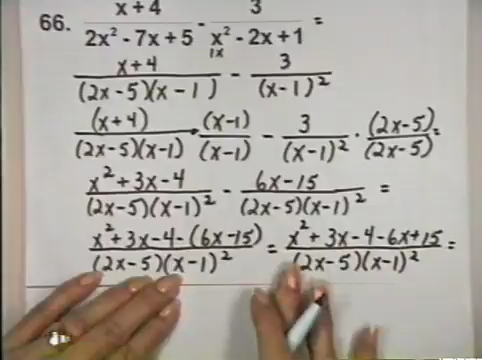 66. x+4/2x² - 7x + 5 - 3/x² - 2x + 1 =
1x
x+4/(2x-5)(x-1) - 3/(x-1)²
(x+4)/(2x-5)(x-1) · (x-1)/(x-1) - 3/(x-1)² · (2x-5)/(2x-5) =
x²+3x-4/(2x-5)(x-1)² - 6x-15/(2x-5)(x-1)² =
x²+3x-4-(6x-15)/(2x-5)(x-1)² = x²+3x-4-6x+15/(2x-5)(x-1)² =